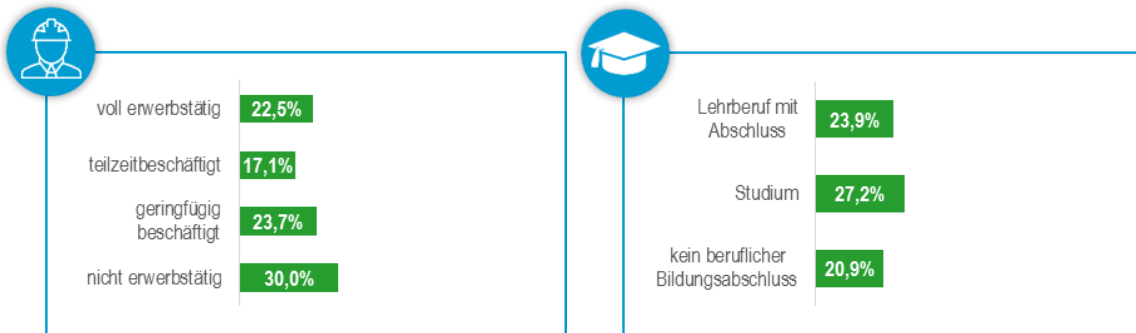 voll erwerbstätig 22,5%
teilzeitbeschäftigt 17,1%
geringfügig
beschäftigt 23,7%
nicht erwerbstätig 30,0%
Lehrberuf mit
Abschluss 23,9%
Studium 27,2%
kein beruflicher
Bildungsabschluss 20,9%